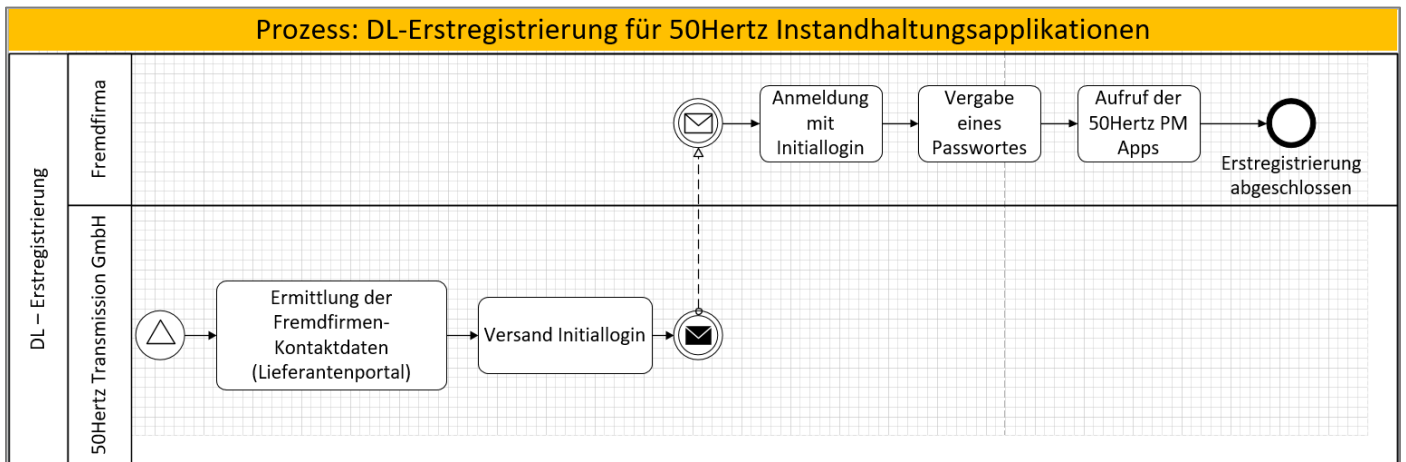 Prozess: DL-Erstregistrierung für 50Hertz Instandhaltungsapplikationen
DL – Erstregistrierung
Fremdfirma
Anmeldung
mit
Initiallogin
Vergabe
eines
Passwortes
Aufruf der
50Hertz PM
Apps
Erstregistrierung
abgeschlossen
50Hertz Transmission GmbH
Ermittlung der
Fremdfirmen-
Kontaktdaten
(Lieferantenportal)
Versand Initiallogin